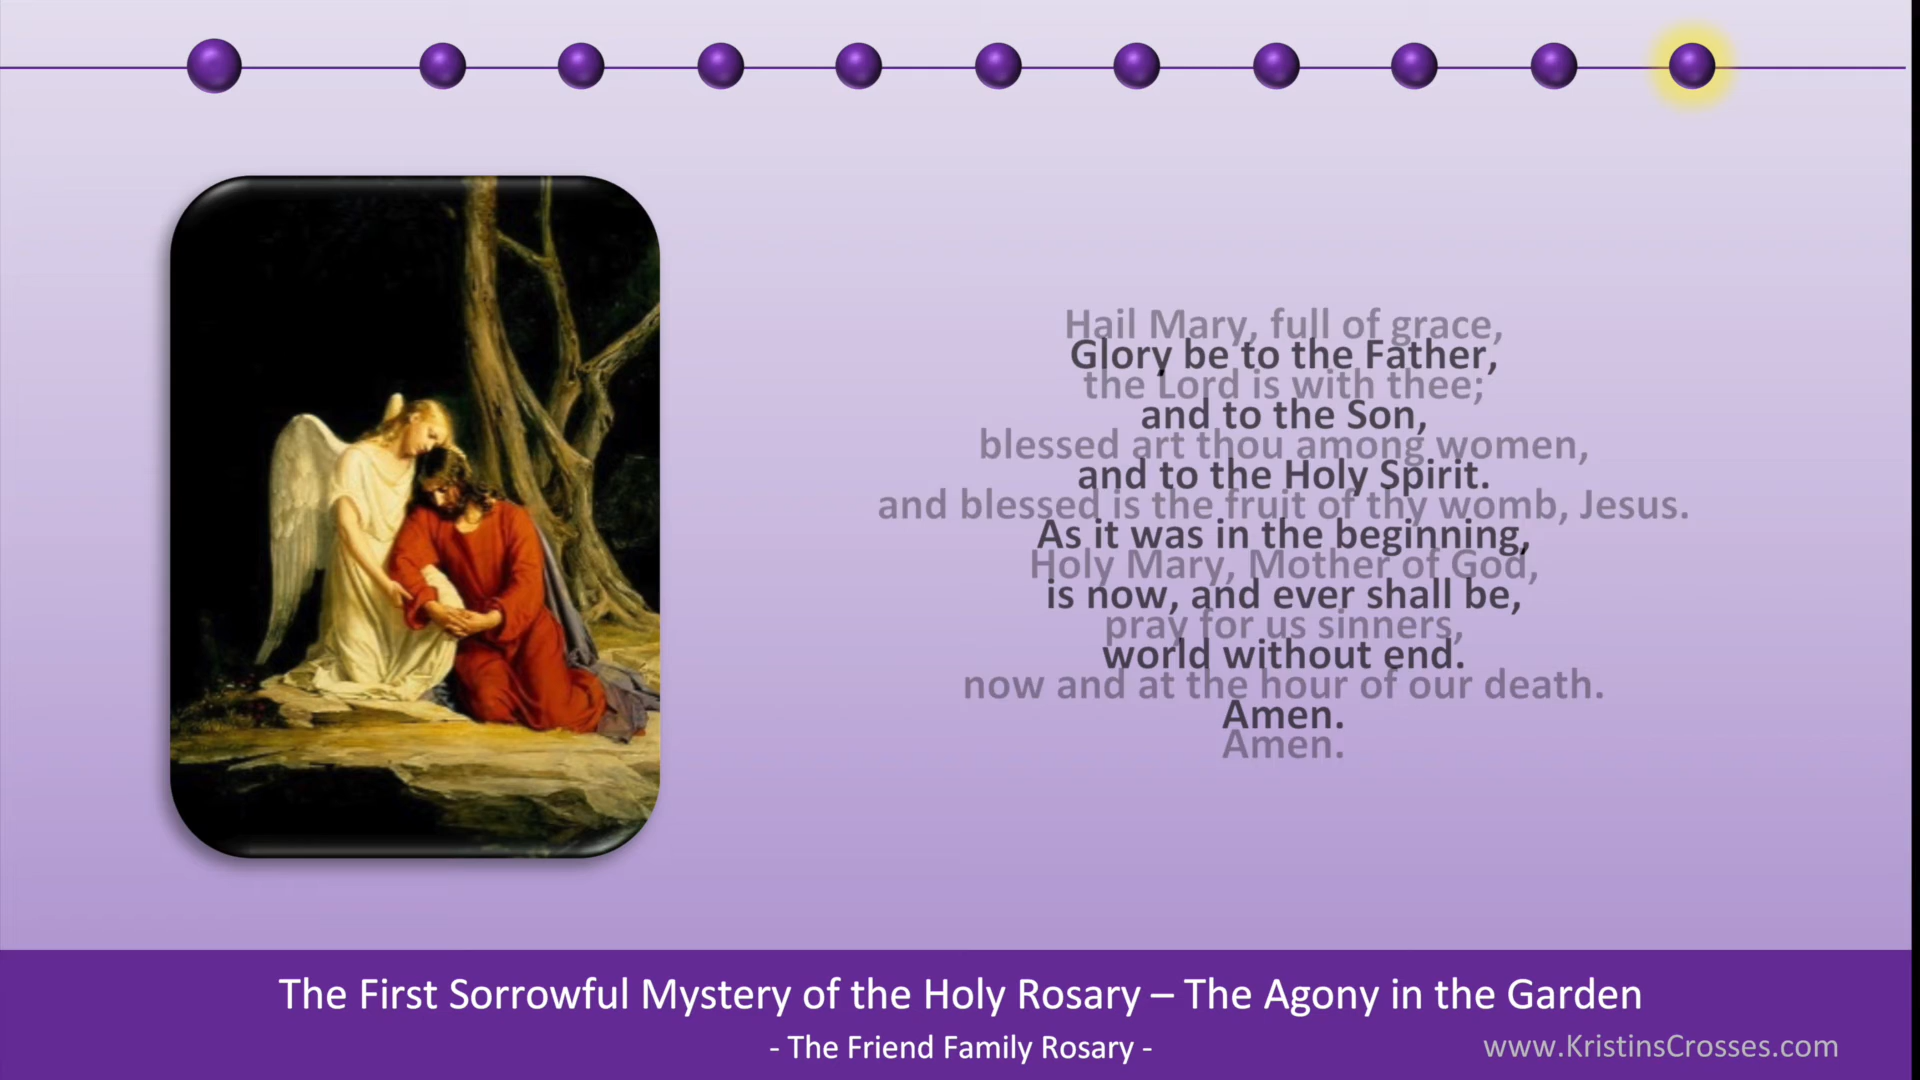 Hail Mary, full of grace,
Glory be to the Father,
the Lord is with thee;
and to the Son,
blessed art thou among women,
and to the Holy Spirit.
and blessed is the fruit of thy womb, Jesus.
As it was in the beginning,
Holy Mary, Mother of God,
is now, and ever shall be,
pray for us sinners,
world without end.
now and at the hour of our death.
Amen.
Amen.
The First Sorrowful Mystery of the Holy Rosary – The Agony in the Garden
- The Friend Family Rosary -
www.KristinsCrosses.com